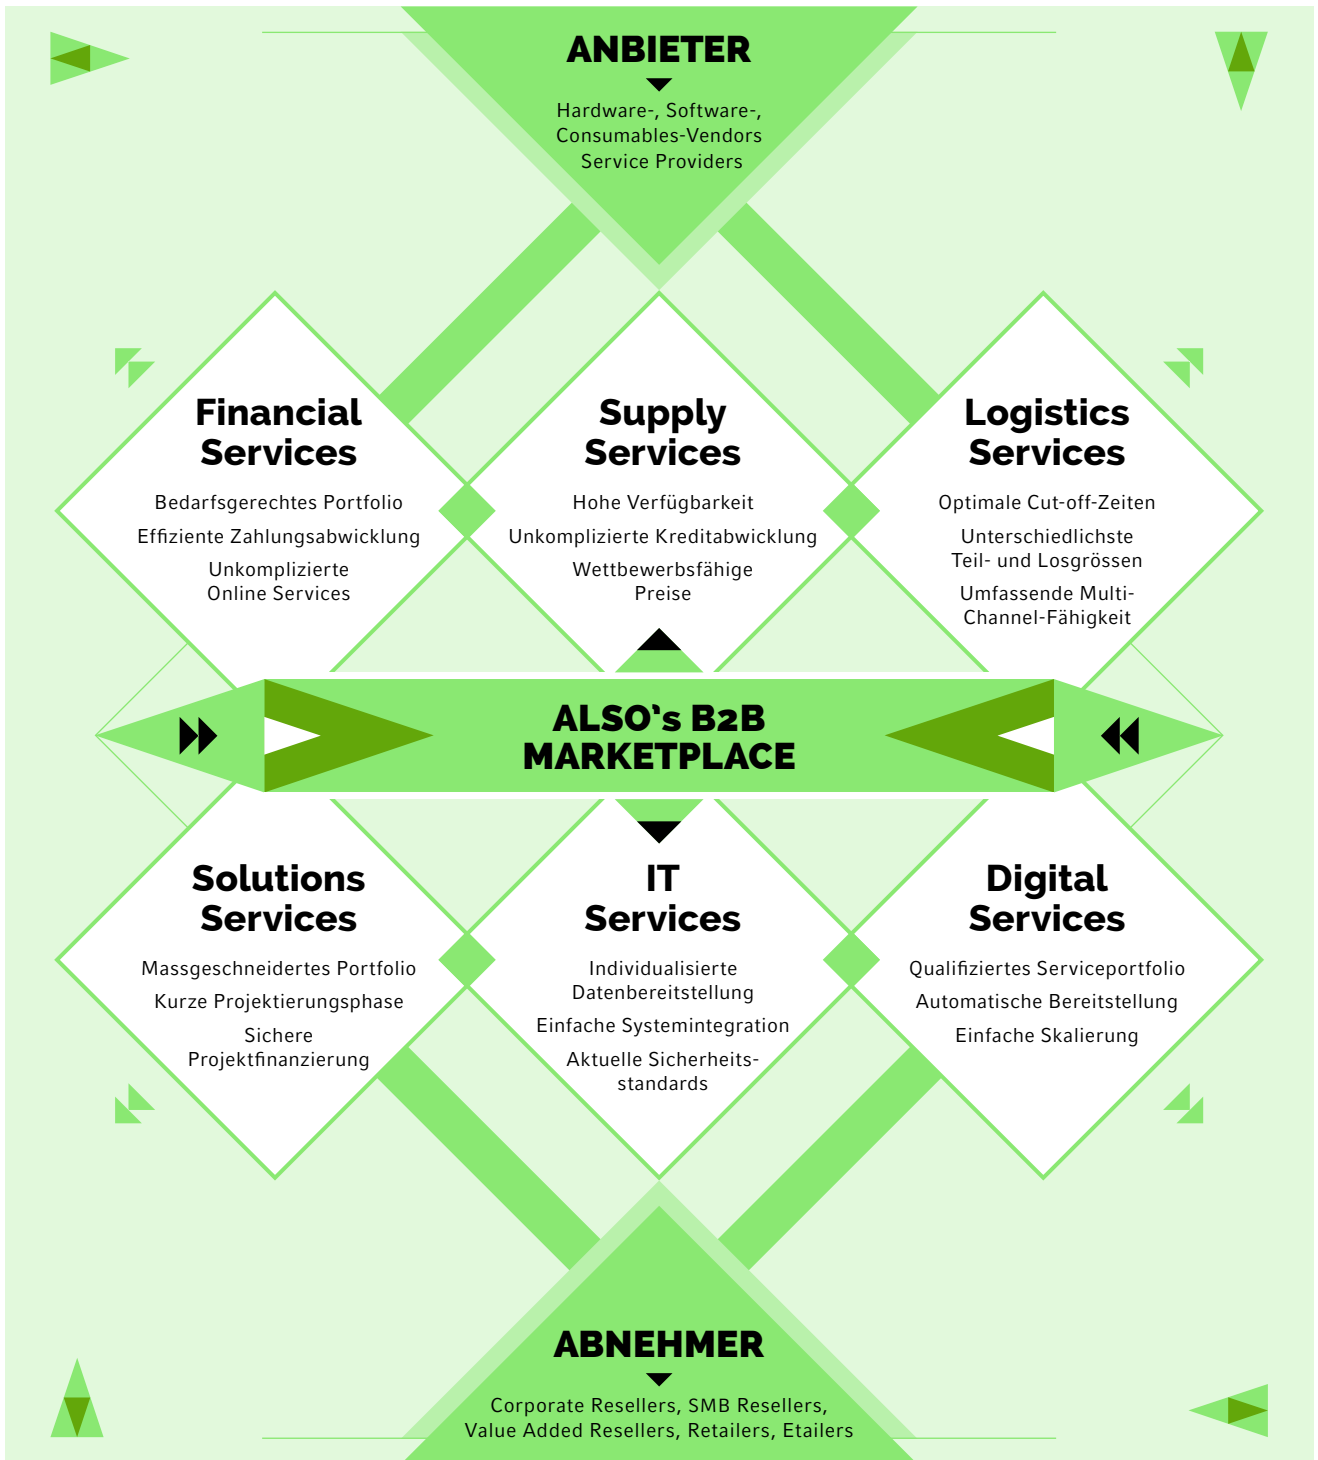 ANBIETER
Hardware-, Software-,
Consumables-Vendors
Service Providers
Financial
Services
Bedarfsgerechtes Portfolio
Effiziente Zahlungsabwicklung
Unkomplizierte
Online Services
Supply
Services
Hohe Verfügbarkeit
Unkomplizierte Kreditabwicklung
Wettbewerbsfähige
Preise
Logistics
Services
Optimale Cut-off-Zeiten
Unterschiedlichste
Teil- und Losgrössen
Umfassende Multi-
Channel-Fähigkeit
ALSO‘s B2B
MARKETPLACE
Solutions
Services
Massgeschneidertes Portfolio
Kurze Projektierungsphase
Sichere
Projektfinanzierung
IT
Services
Individualisierte
Datenbereitstellung
Einfache Systemintegration
Aktuelle Sicherheits-
standards
Digital
Services
Qualifiziertes Serviceportfolio
Automatische Bereitstellung
Einfache Skalierung
ABNEHMER
Corporate Resellers, SMB Resellers,
Value Added Resellers, Retailers, Etailers